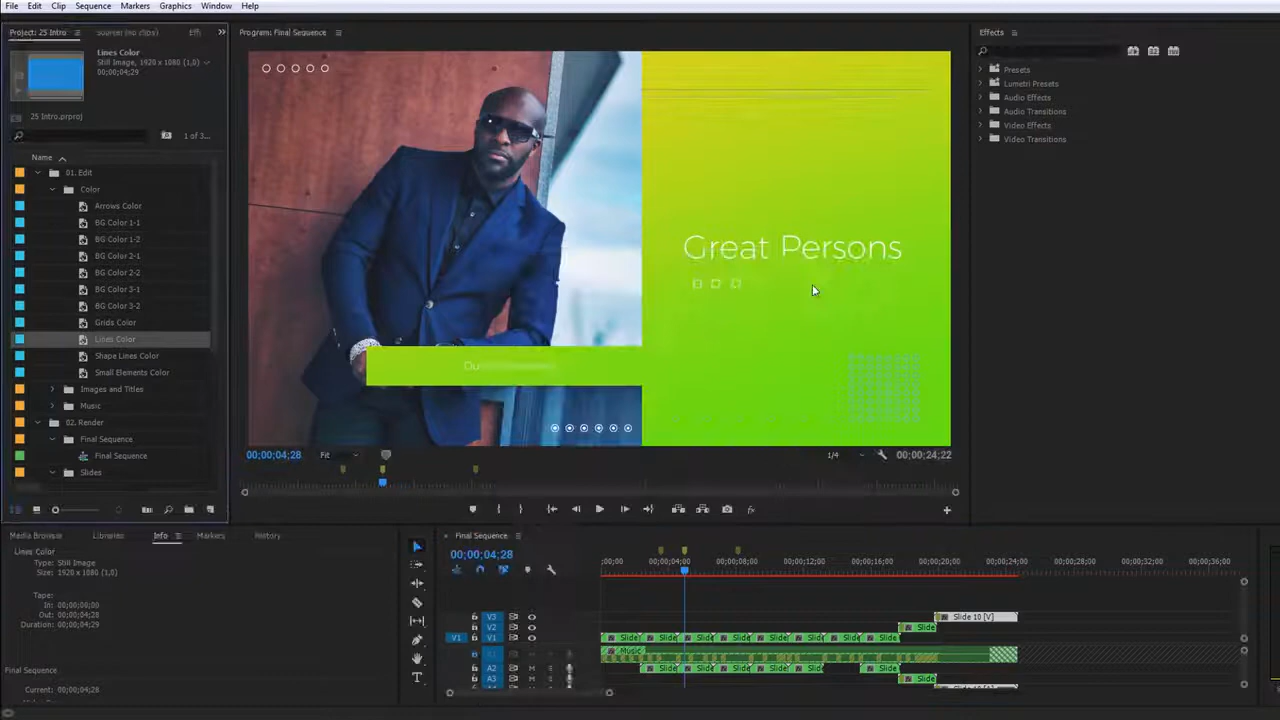 File Edit Clip Sequence Markers Graphics Window Help
Project: 25 Intro
Source: (no clips)
Program: Final Sequence
Effects
Lines Color
Still Image, 1920 x 1080 (1,0)
00;00;04;29
25 Intro.prproj
1 of 3...
Name
01. Edit
Color
Arrows Color
BG Color 1-1
BG Color 1-2
BG Color 2-1
BG Color 2-2
BG Color 3-1
BG Color 3-2
Grids Color
Lines Color
Shape Lines Color
Small Elements Color
Images and Titles
Music
02. Render
Final Sequence
Final Sequence
Slides
Great Persons
Ou
00;00;04;28
Fit
1/4
00;00;24;22
Presets
Lumetri Presets
Audio Effects
Audio Transitions
Video Effects
Video Transitions
Media Browser
Libraries
Info
Markers
History
Lines Color
Type: Still Image
Size: 1920 x 1080 (1,0)
Tape:
In: 00;00;00;00
Out: 00;00;04;28
Duration: 00;00;04;29
Final Sequence
Current: 00;00;04;28
Final Sequence
00;00;04;28
;00;00 00;00;04;00 00;00;08;00 00;00;12;00 00;00;16;00 00;00;20;00 00;00;24;00 00;00;28;00 00;00;32;00 00;00;36;00
V3 Slide 10 [V]
V2 Slide
V1 V1 Slide Slide Slide Slide Slide Slide Slide Slide
Music
A2 M S Slide Slide Slide Slide Slide Slide
A3 M S Slide